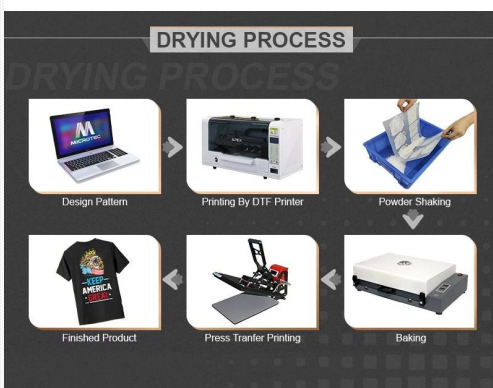 DRYING PROCESS
DRYING PROCESS
MICROTEC
Design Pattern
Printing By DTF Printer
Powder Shaking
KEEP
AMERICA
GREAT
Finished Product
Press Tranfer Printing
Baking